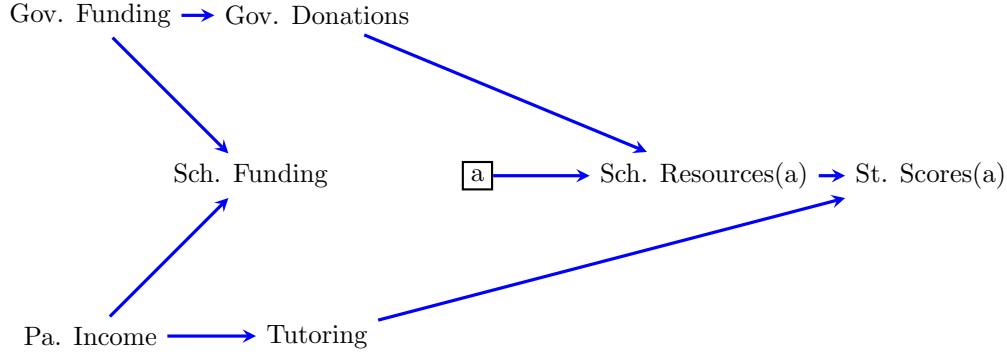 Gov. Funding
Gov. Donations
Sch. Funding
a
Sch. Resources(a)
St. Scores(a)
Pa. Income
Tutoring